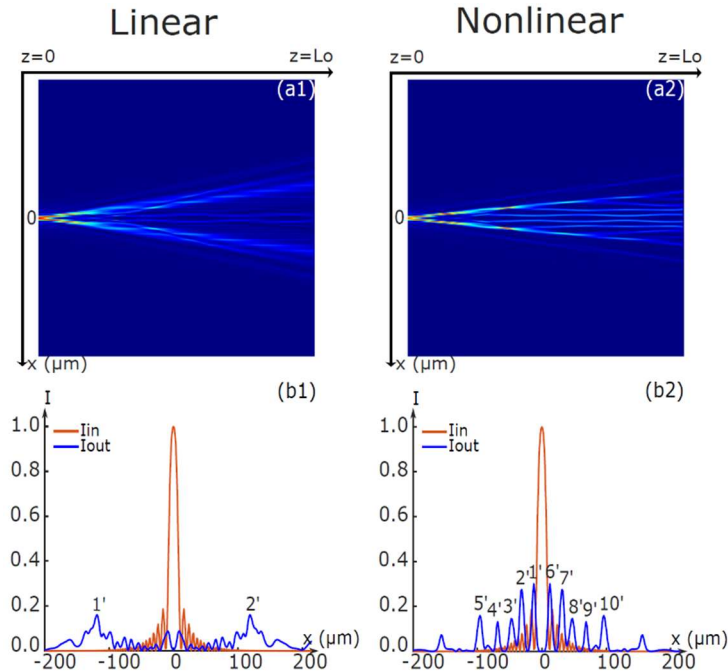 Linear
Nonlinear
z=0
z=Lo
(a1)
0
x (μm)
z=0
z=Lo
(a2)
0
x (μm)
I
(b1)
1.0
0.8
0.6
0.4
0.2
0.0
Iin
Iout
1'
2'
x (μm)
-200
-100
0
100
200
I
(b2)
1.0
0.8
0.6
0.4
0.2
0.0
Iin
Iout
5'
4'
3'
2'
1'
6'
7'
8'
9'
10'
x (μm)
-200
-100
0
100
200